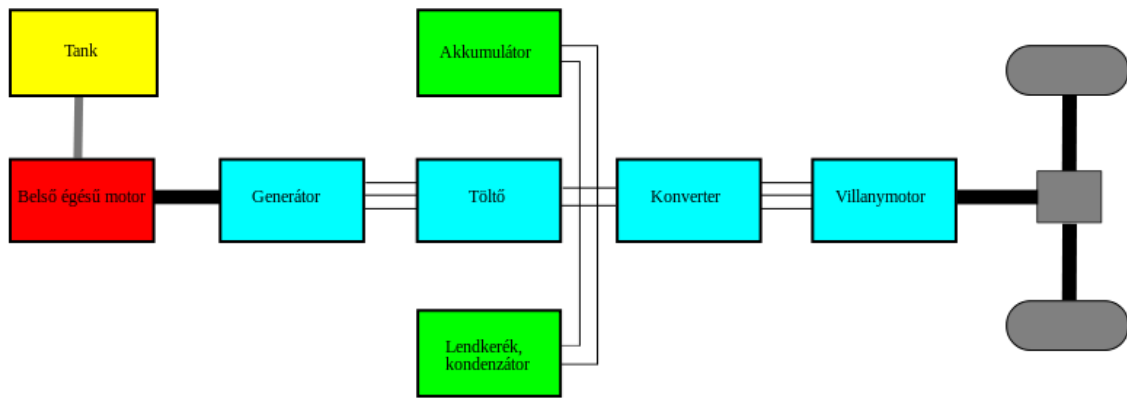 Tank
Akkumulátor
Belső égésű motor
Generátor
Töltő
Konverter
Villanymotor
Lendkerék,
kondenzátor